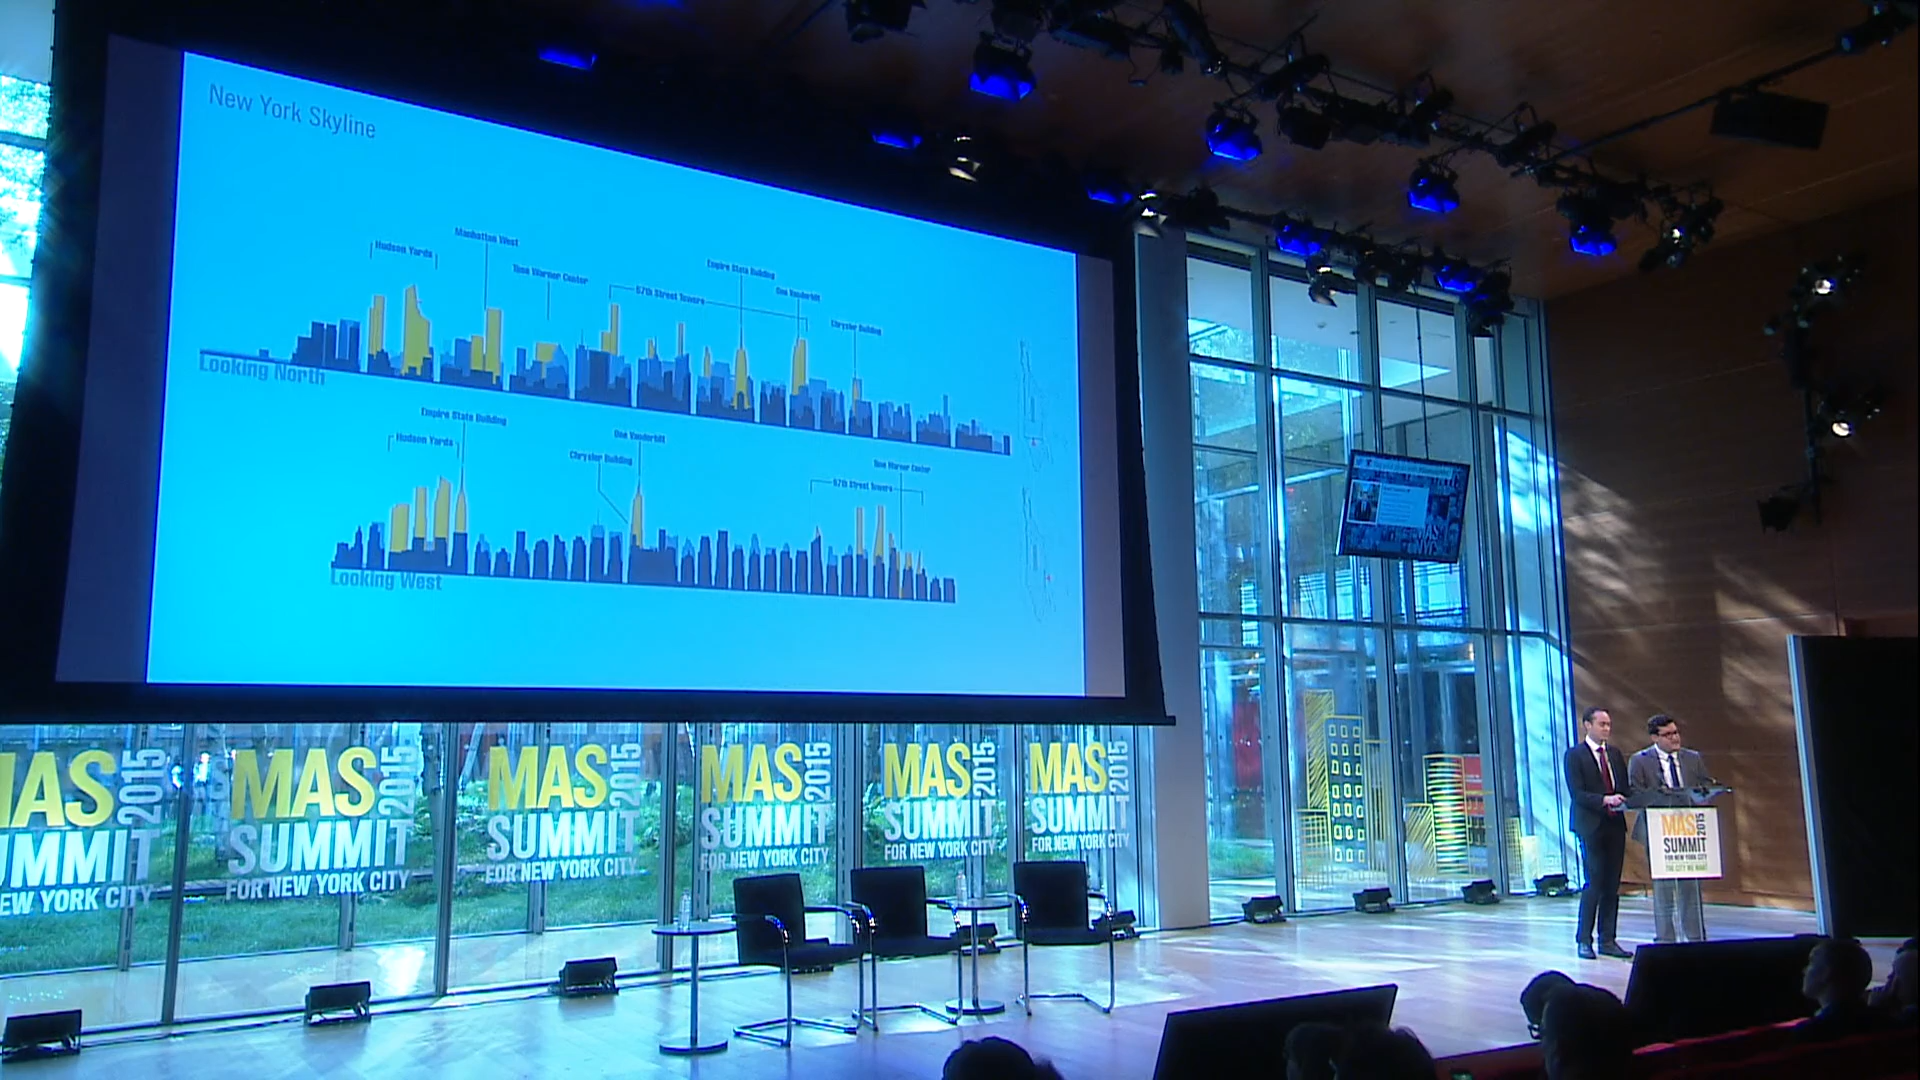 New York Skyline
Manhattan West
Hudson Yards
Time Warner Center
57th Street Towers
Empire State Building
One Vanderbilt
Chrysler Building
Looking North
Empire State Building
Hudson Yards
One Vanderbilt
Chrysler Building
Time Warner Center
57th Street Towers
Looking West
MAS 2015
SUMMIT
FOR NEW YORK CITY
MAS 2015
SUMMIT
FOR NEW YORK CITY
MAS 2015
SUMMIT
FOR NEW YORK CITY
MAS 2015
SUMMIT
FOR NEW YORK CITY
MAS 2015
SUMMIT
FOR NEW YORK CITY
MAS 2015
SUMMIT
FOR NEW YORK CITY
MAS 2015
SUMMIT
FOR NEW YORK CITY
THE CITY WE WANT